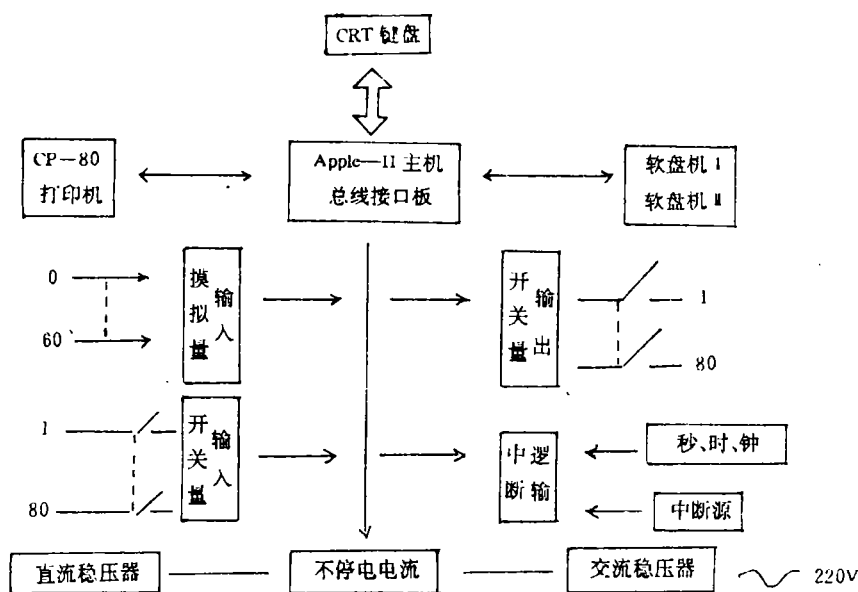 CRT 键盘
CP—80
打印机
Apple—II 主机
总线接口板
软盘机 I
软盘机 II
0
60
摸拟量
输入
开关量
输出
1
80
1
80
开关量
输入
中断
逻输
秒、时、钟
中断源
直流稳压器
不停电电流
交流稳压器
220V